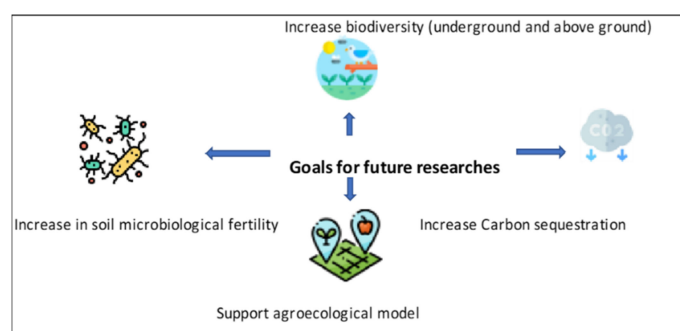 Increase biodiversity (underground and above ground)
CO2
Goals for future researches
Increase in soil microbiological fertility
Increase Carbon sequestration
Support agroecological model